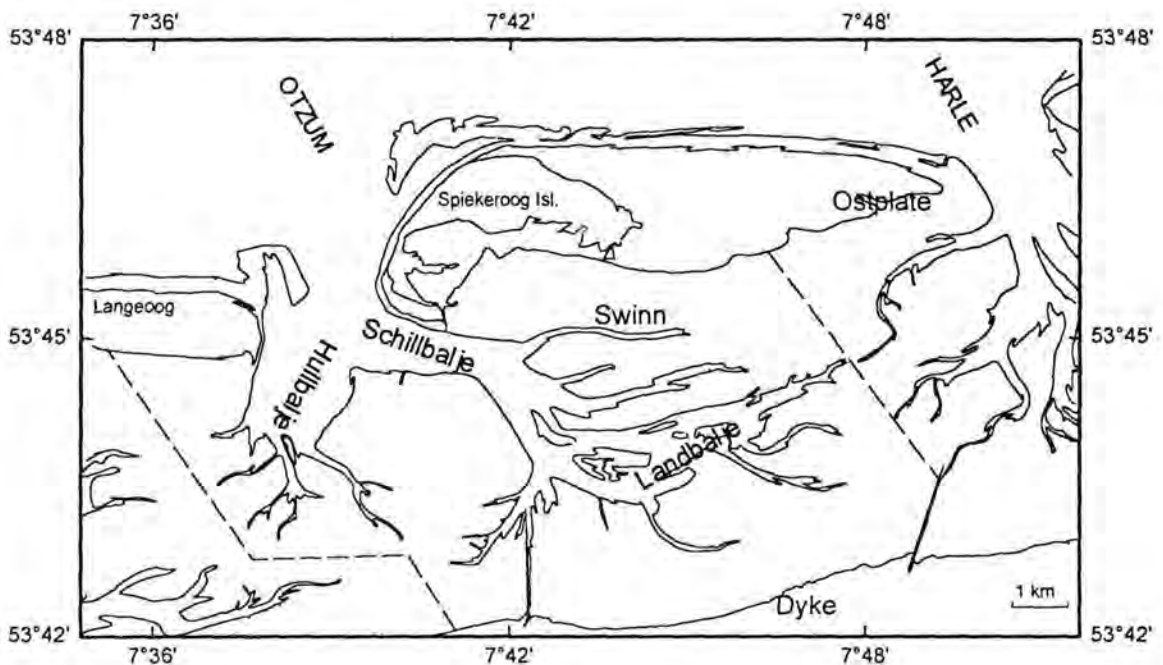 7°36' 7°42' 7°48'
53°48' 53°48'
OTZUM
HARLE
Spiekeroog Isl.
Ostplate
Langeoog
Swinn
53°45' 53°45'
Schillbalje
Hullbalje
Landbalje
1 km
Dyke
53°42' 53°42'
7°36' 7°42' 7°48'